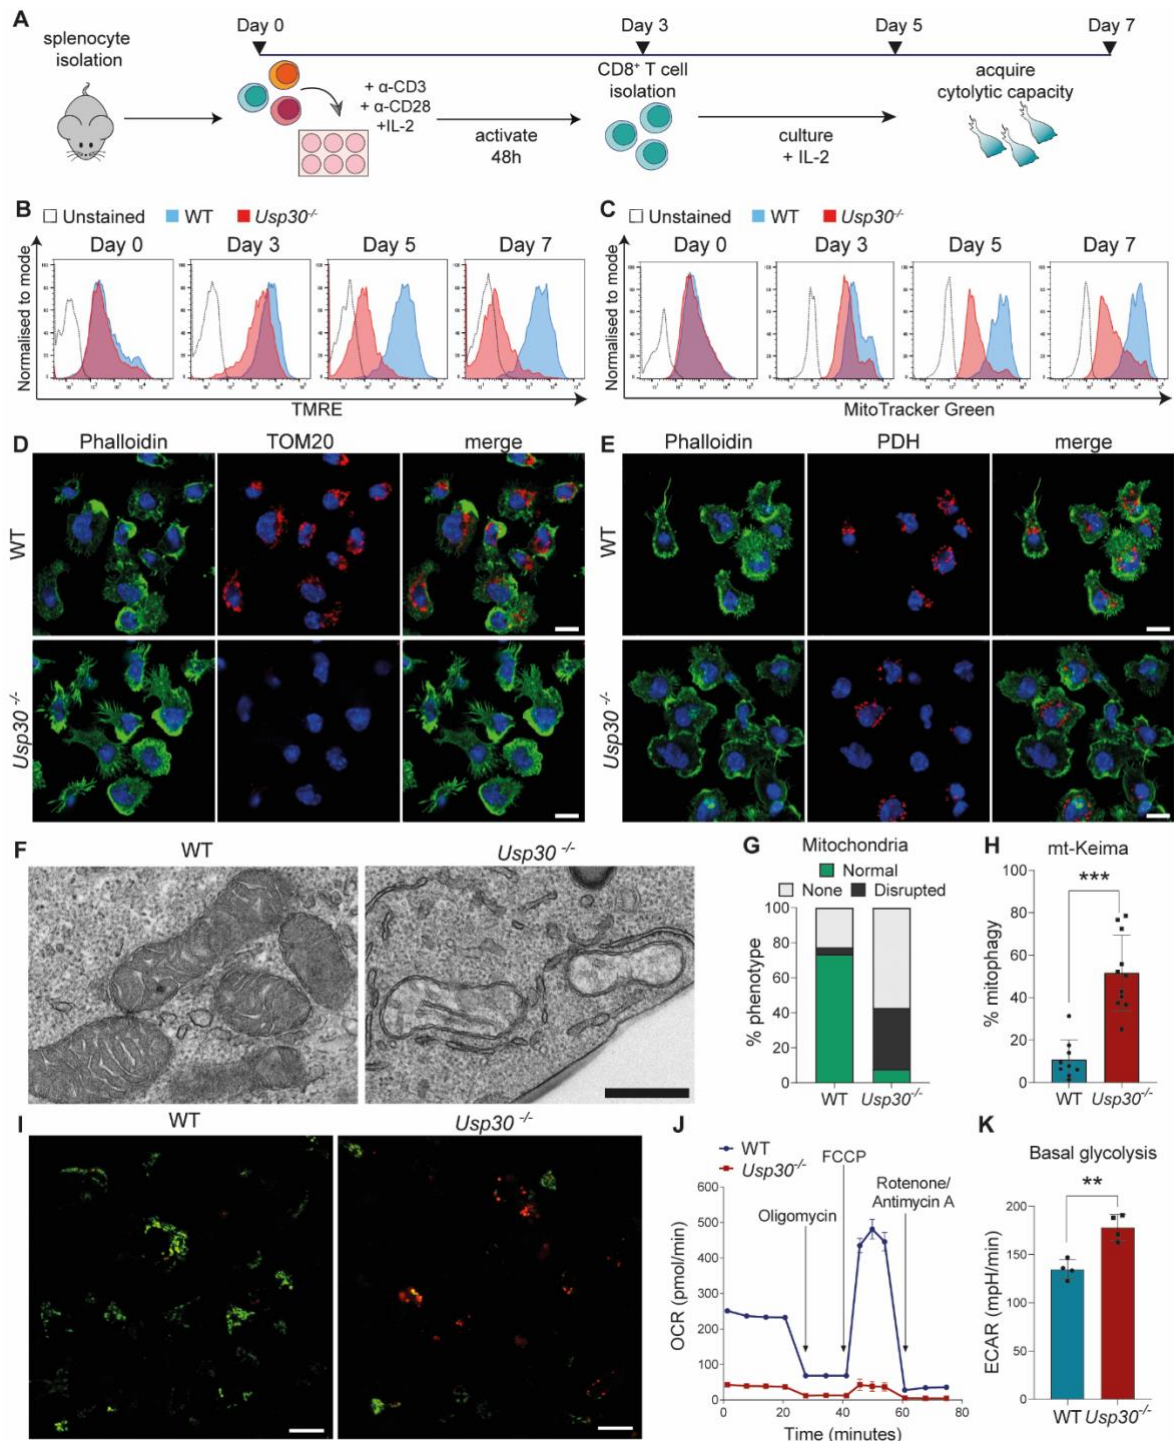 A
splenocyte
isolation
Day 0
Day 3
Day 5
Day 7
+ α-CD3
+ α-CD28
+IL-2
activate
48h
CD8⁺ T cell
isolation
culture
+ IL-2
acquire
cytolytic capacity
B
Unstained WT Usp30⁻/⁻
Day 0 Day 3 Day 5 Day 7
Normalised to mode
TMRE
C
Unstained WT Usp30⁻/⁻
Day 0 Day 3 Day 5 Day 7
Normalised to mode
MitoTracker Green
D
Phalloidin TOM20 merge
WT
Usp30⁻/⁻
E
Phalloidin PDH merge
WT
Usp30⁻/⁻
F
WT Usp30⁻/⁻
G
Mitochondria
Normal
None Disrupted
% phenotype
100
80
60
40
20
0
WT Usp30⁻/⁻
H
mt-Keima
***
% mitophagy
100
80
60
40
20
0
WT Usp30⁻/⁻
I
WT Usp30⁻/⁻
J
WT
Usp30⁻/⁻
FCCP
Oligomycin
Rotenone/
Antimycin A
OCR (pmol/min)
600
500
400
300
200
100
0
0 20 40 60 80
Time (minutes)
K
Basal glycolysis
**
ECAR (mpH/min)
200
150
100
50
0
WT Usp30⁻/⁻